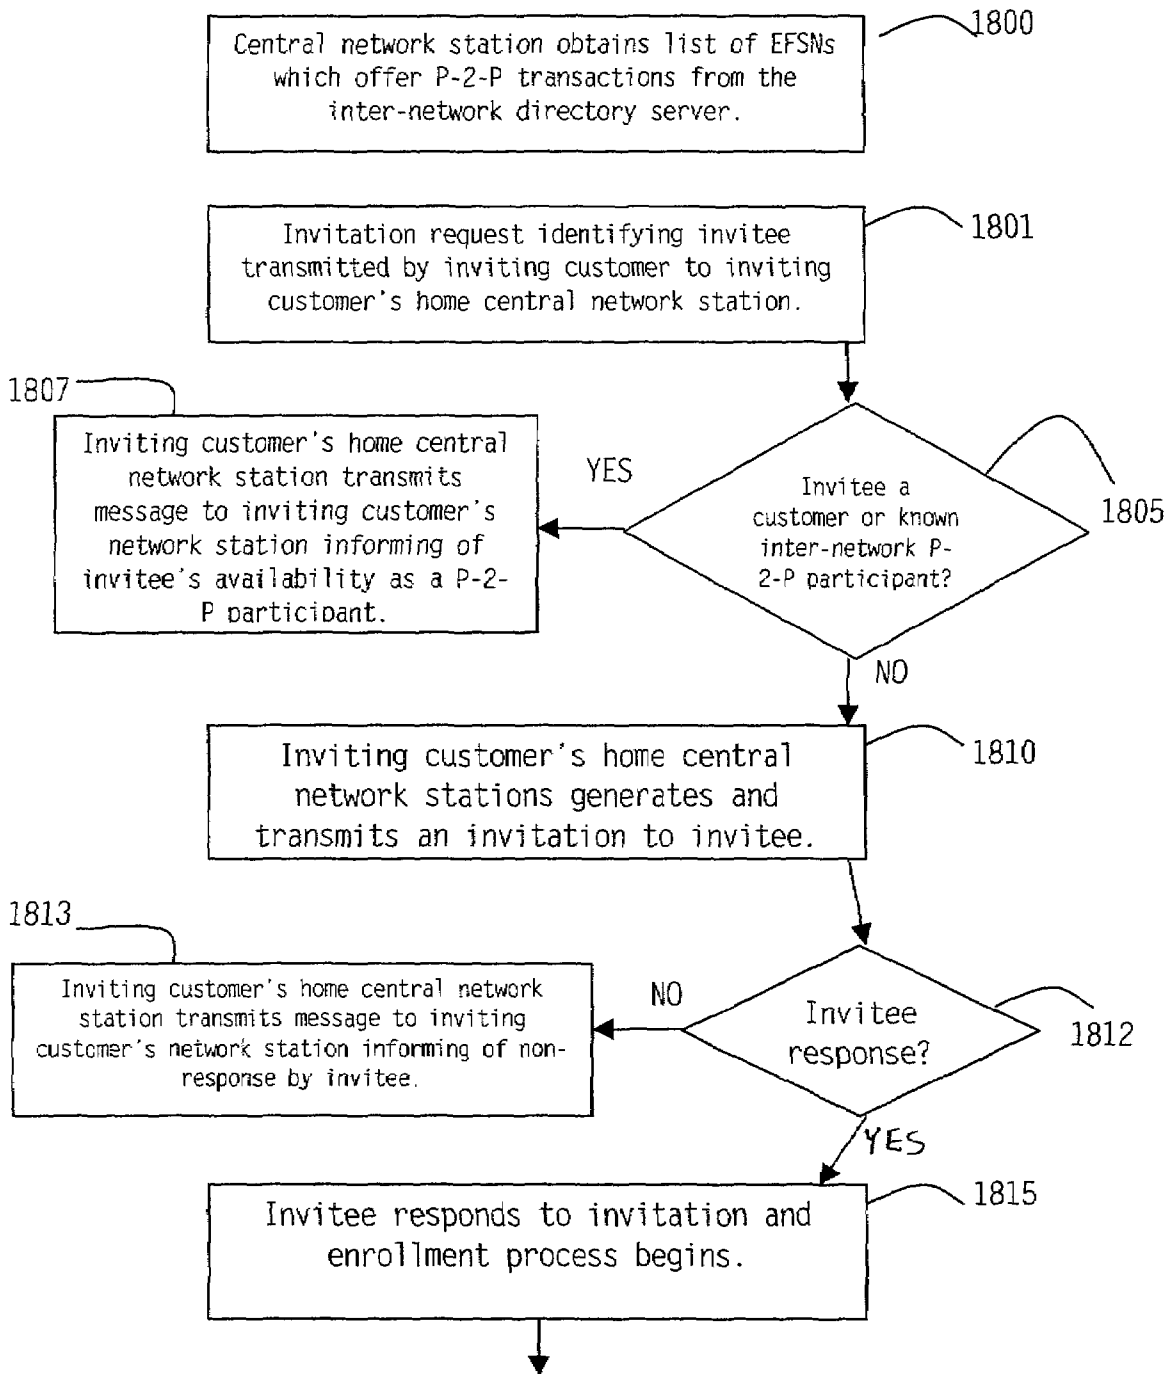 1800
Central network station obtains list of EFSNs
which offer P-2-P transactions from the
inter-network directory server.
1801
Invitation request identifying invitee
transmitted by inviting customer to inviting
customer's home central network station.
1807
Inviting customer's home central
network station transmits
message to inviting customer's
network station informing of
invitee's availability as a P-2-
P participant.
YES
Invitee a
customer or known
inter-network P-
2-P participant?
1805
NO
1810
Inviting customer's home central
network stations generates and
transmits an invitation to invitee.
1813
Inviting customer's home central network
station transmits message to inviting
customer's network station informing of non-
response by invitee.
NO
Invitee
response?
1812
YES
1815
Invitee responds to invitation and
enrollment process begins.